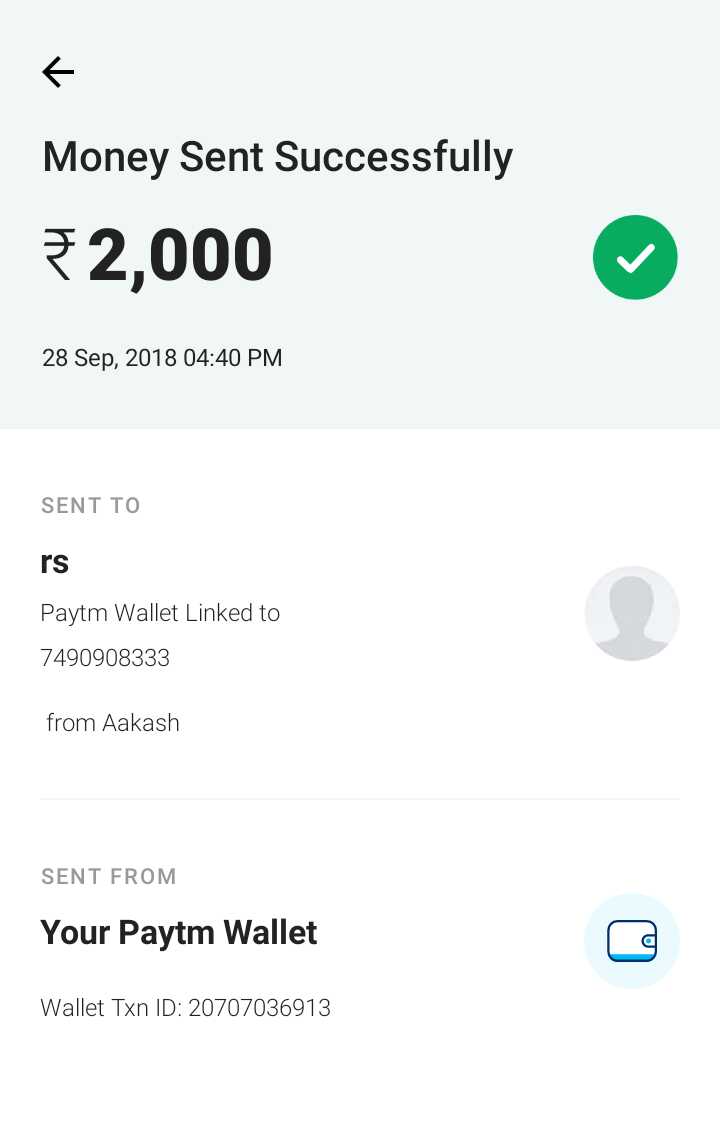 Money Sent Successfully
₹2,000
28 Sep, 2018 04:40 PM
SENT TO
rs
Paytm Wallet Linked to
7490908333
from Aakash
SENT FROM
Your Paytm Wallet
Wallet Txn ID: 20707036913